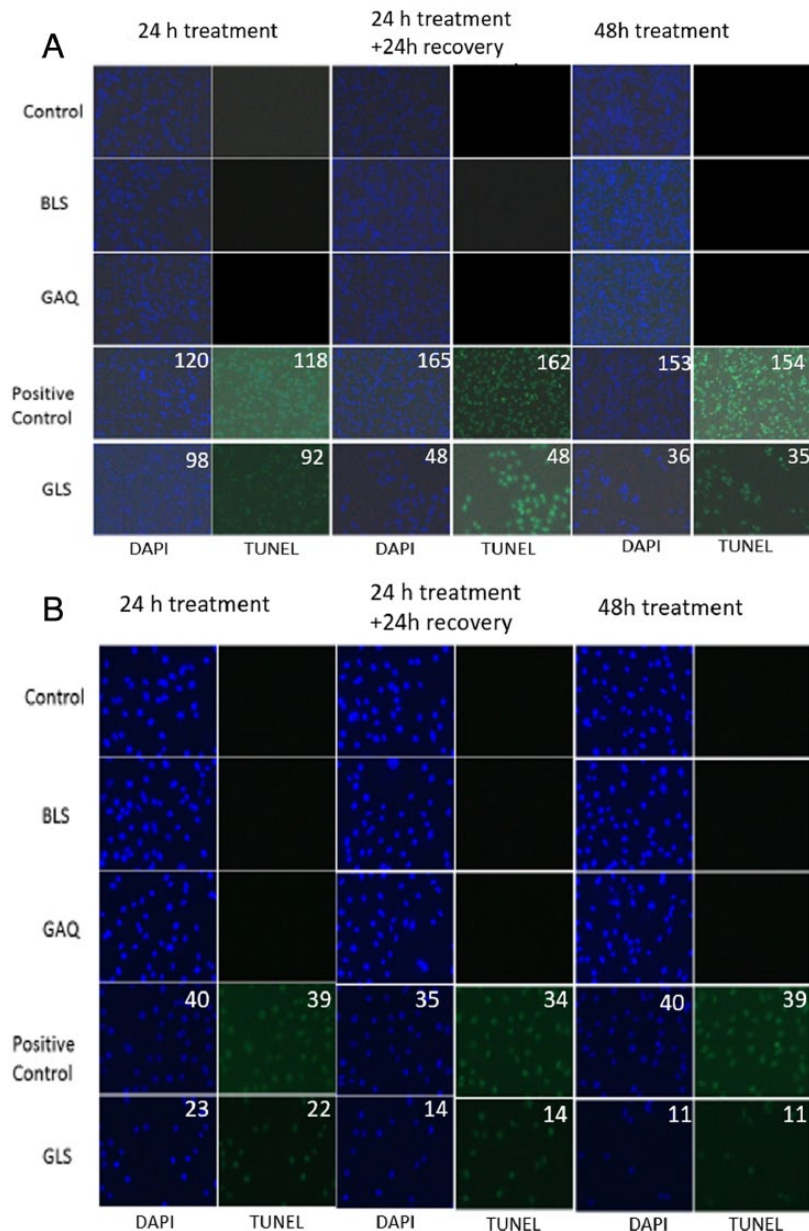 A
24 h treatment
24 h treatment
+24h recovery
48h treatment
Control
BLS
GAQ
Positive
Control
120
118
165
162
153
154
GLS
98
92
48
48
36
35
DAPI
TUNEL
DAPI
TUNEL
DAPI
TUNEL
B
24 h treatment
24 h treatment
+24h recovery
48h treatment
Control
BLS
GAQ
Positive
Control
40
39
35
34
40
39
GLS
23
22
14
14
11
11
DAPI
TUNEL
DAPI
TUNEL
DAPI
TUNEL